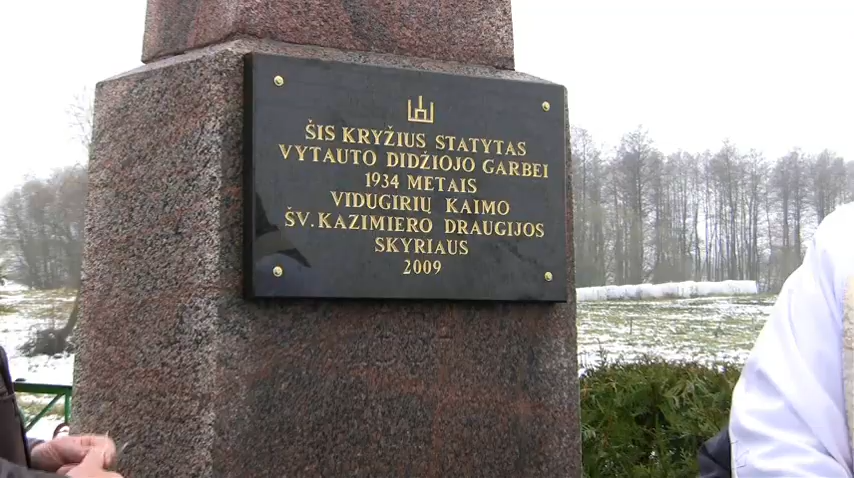 ŠIS KRYŽIUS STATYTAS
VYTAUTO DIDŽIOJO GARBEI
1934 METAIS
VIDUGIRIŲ KAIMO
ŠV. KAZIMIERO DRAUGIJOS
SKYRIAUS
2009